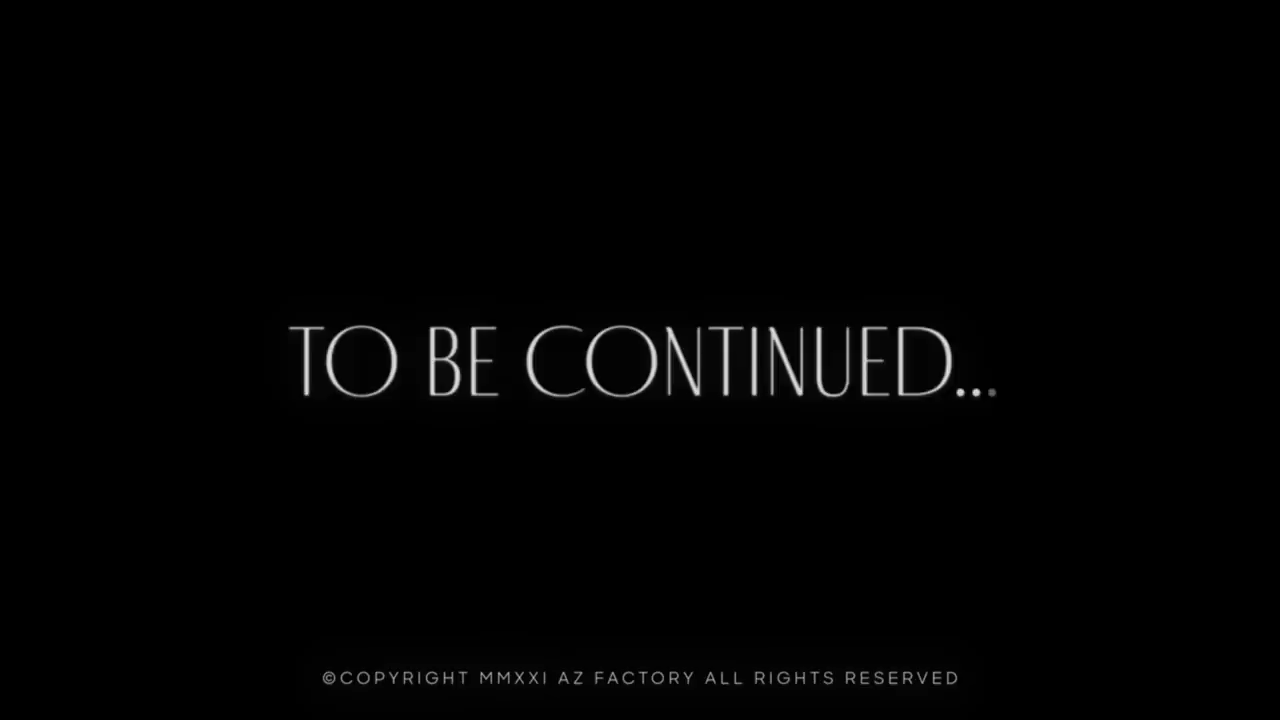 TO BE CONTINUED...
©COPYRIGHT MMXXI AZ FACTORY ALL RIGHTS RESERVED